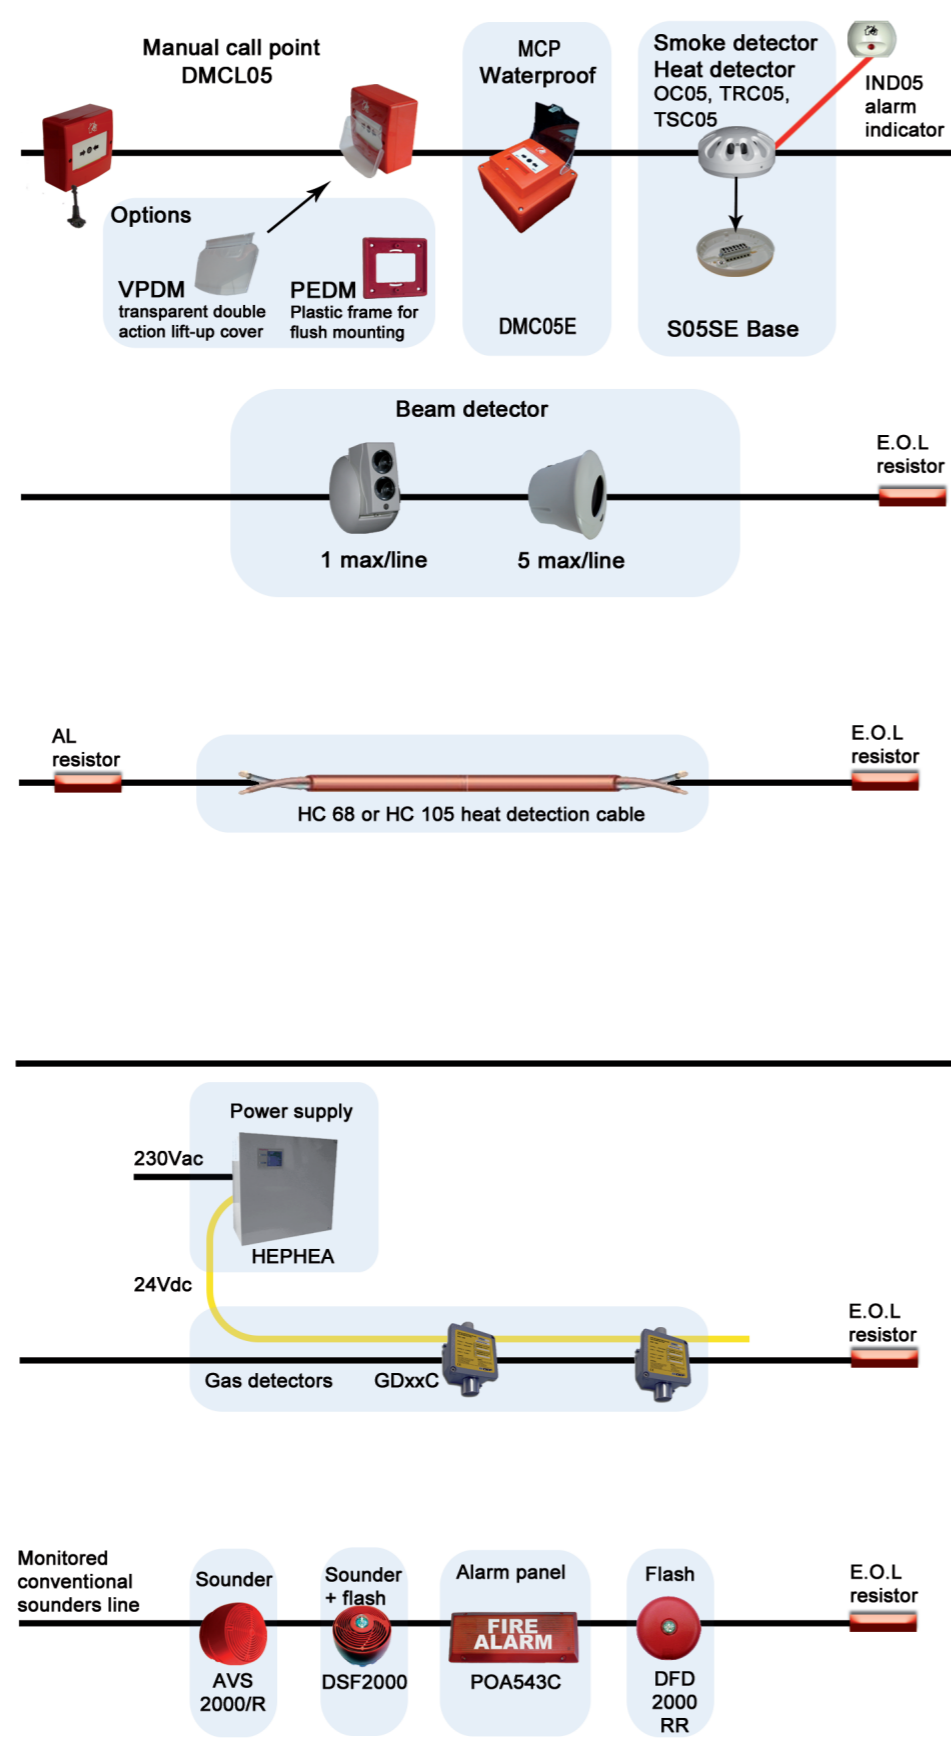 Manual call point
DMCL05
MCP
Waterproof
Smoke detector
Heat detector
OC05, TRC05,
TSC05
IND05
alarm
indicator
Options
VPDM
transparent double
action lift-up cover
PEDM
Plastic frame for
flush mounting
DMC05E
S05SE Base
Beam detector
1 max/line
5 max/line
E.O.L
resistor
AL
resistor
HC 68 or HC 105 heat detection cable
E.O.L
resistor
Power supply
230Vac
HEPHEA
24Vdc
Gas detectors
GDxxC
E.O.L
resistor
Monitored
conventional
sounders line
Sounder
AVS
2000/R
Sounder
+ flash
DSF2000
Alarm panel
FIRE
ALARM
POA543C
Flash
DFD
2000
RR
E.O.L
resistor